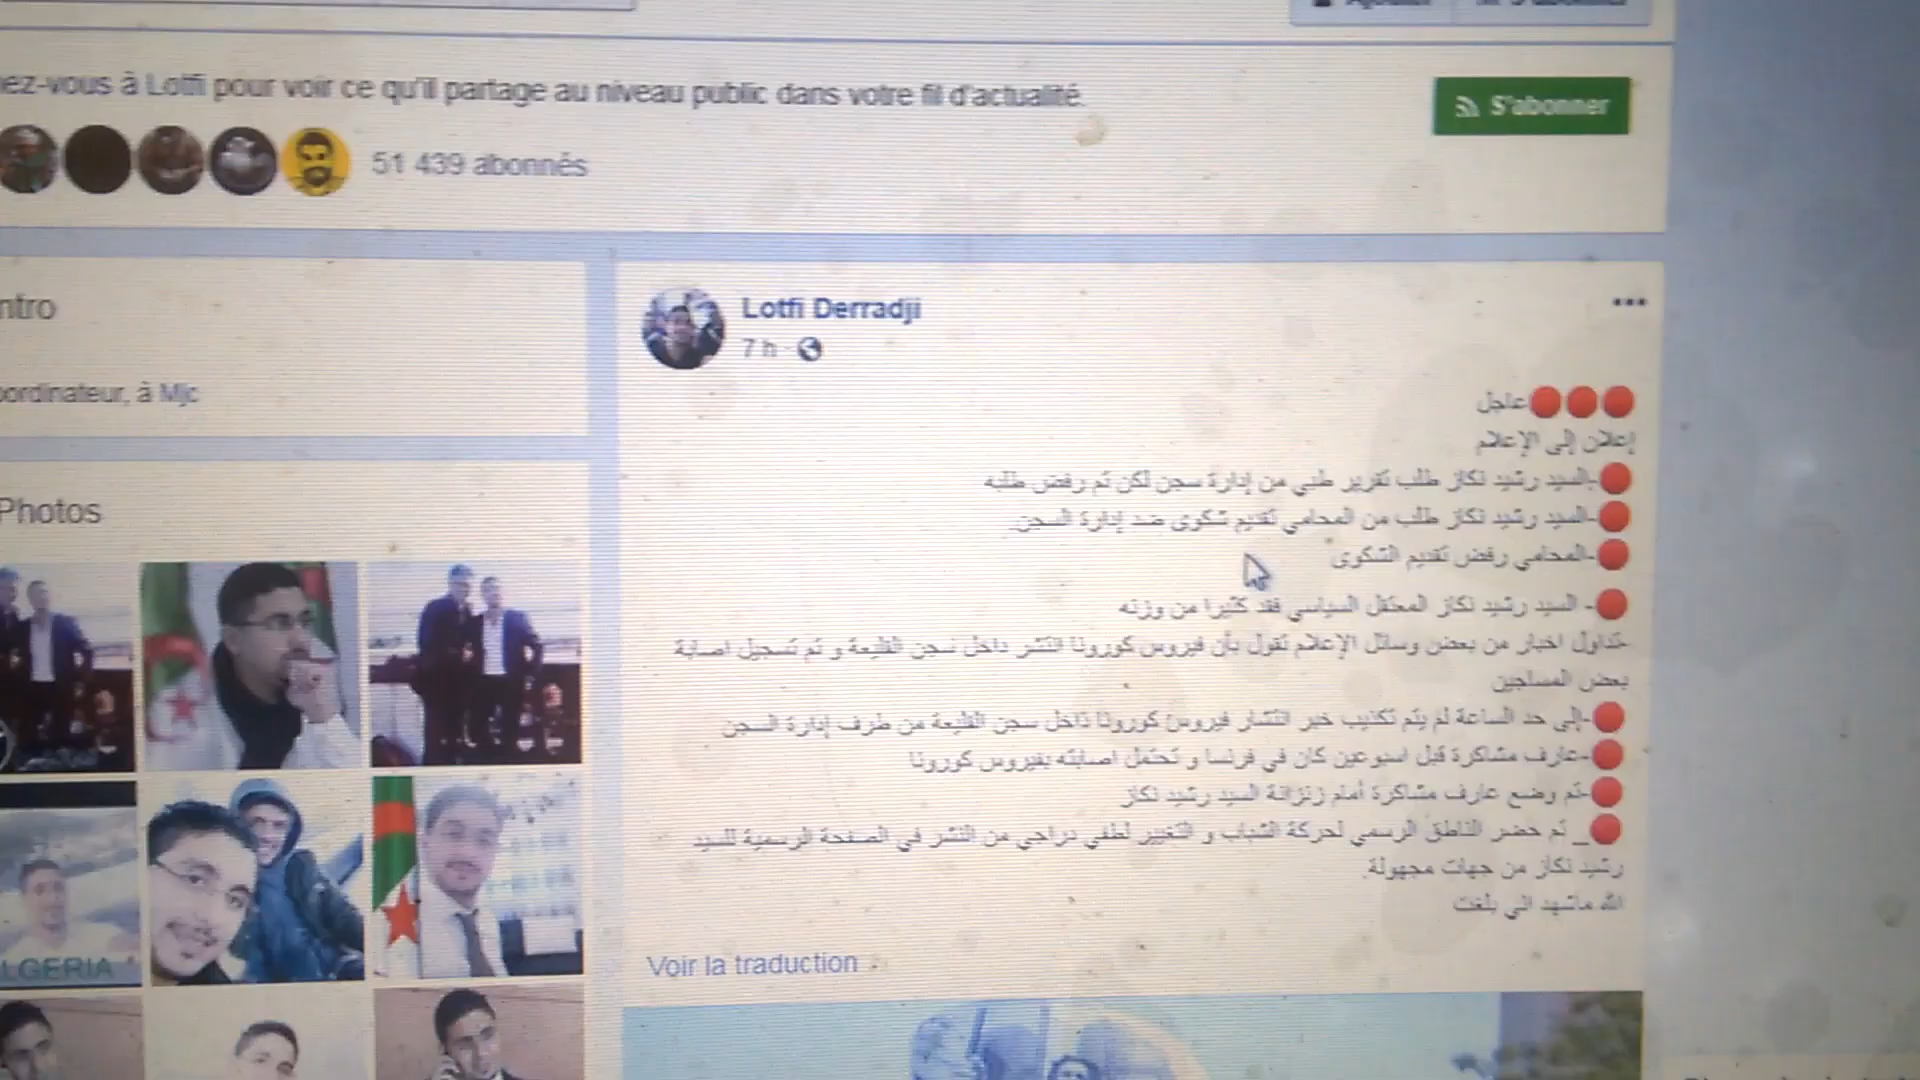 S'abonner
ez-vous à Lotfi pour voir ce qu'il partage au niveau public dans votre fil d'actualité.
S'abonner
51 439 abonnés
ntro
oordinateur, à Mjc
Photos
LGERIA
Lotfi Derradji
7 h
عاجل
إعلان إلى الإعلام
-السيد رشيد نكاز طلب تقرير طبي من إدارة سجن لكن تم رفض طلبه
-السيد رشيد نكاز طلب من المحامي تقديم شكوى ضد إدارة السجن.
-المحامي رفض تقديم الشكوى
- السيد رشيد نكاز المعتقل السياسي فقد كثيرا من وزنه
-تداول اخبار من بعض وسائل الإعلام تقول بأن فيروس كورونا انتشر داخل سجن القليعة و تم تسجيل اصابة
بعض المساجين
-إلى حد الساعة لم يتم تكذيب خبر انتشار فيروس كورونا داخل سجن القليعة من طرف إدارة السجن
-عارف مشاكرة قبل اسبوعين كان في فرنسا و تحتمل اصابته بفيروس كورونا
-تم وضع عارف مشاكرة أمام زنزانة السيد رشيد نكاز
_ تم حضر الناطق الرسمي لحركة الشباب و التغيير لطفي دراجي من النشر في الصفحة الرسمية للسيد
رشيد نكاز من جهات مجهولة.
الله ماشهد اني بلغت
Voir la traduction